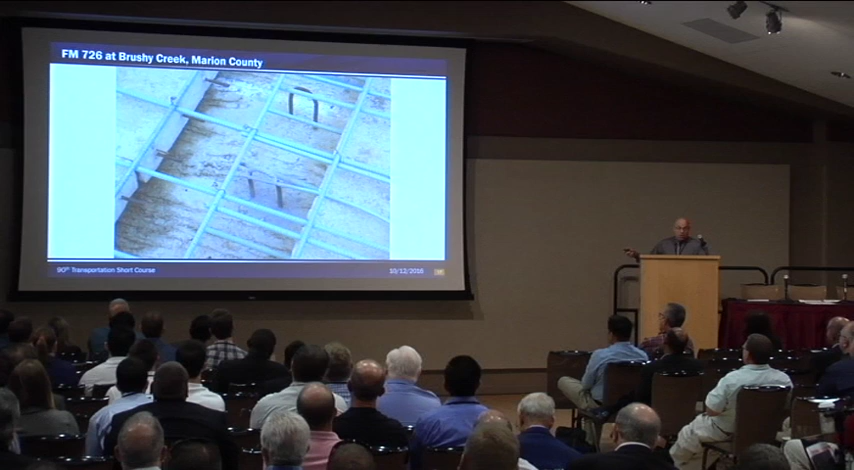 FM 726 at Brushy Creek, Marion County
90th Transportation Short Course
10/12/2016